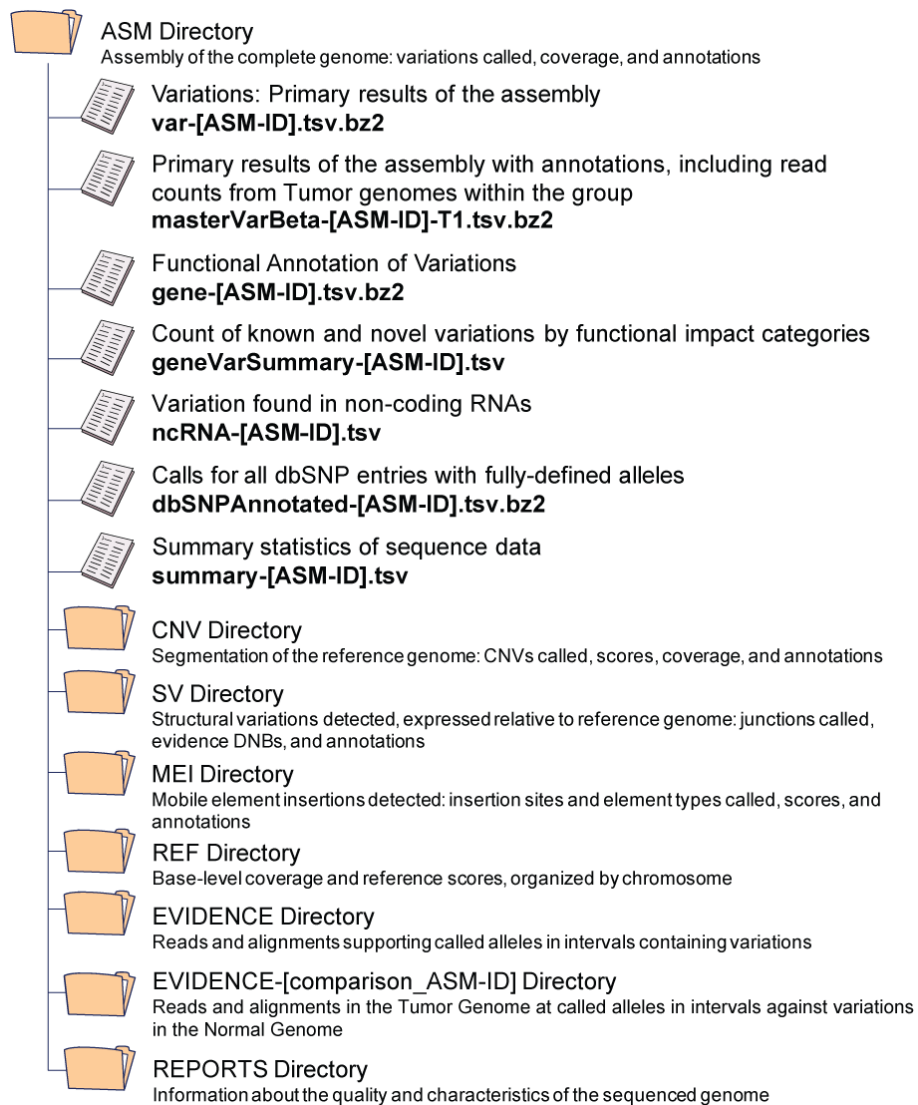 ASM Directory
Assembly of the complete genome: variations called, coverage, and annotations
Variations: Primary results of the assembly
var-[ASM-ID].tsv.bz2
Primary results of the assembly with annotations, including read
counts from Tumor genomes within the group
masterVarBeta-[ASM-ID]-T1.tsv.bz2
Functional Annotation of Variations
gene-[ASM-ID].tsv.bz2
Count of known and novel variations by functional impact categories
geneVarSummary-[ASM-ID].tsv
Variation found in non-coding RNAs
ncRNA-[ASM-ID].tsv
Calls for all dbSNP entries with fully-defined alleles
dbSNPAnnotated-[ASM-ID].tsv.bz2
Summary statistics of sequence data
summary-[ASM-ID].tsv
CNV Directory
Segmentation of the reference genome: CNVs called, scores, coverage, and annotations
SV Directory
Structural variations detected, expressed relative to reference genome: junctions called,
evidence DNBs, and annotations
MEI Directory
Mobile element insertions detected: insertion sites and element types called, scores, and
annotations
REF Directory
Base-level coverage and reference scores, organized by chromosome
EVIDENCE Directory
Reads and alignments supporting called alleles in intervals containing variations
EVIDENCE-[comparison_ASM-ID] Directory
Reads and alignments in the Tumor Genome at called alleles in intervals against variations
in the Normal Genome
REPORTS Directory
Information about the quality and characteristics of the sequenced genome